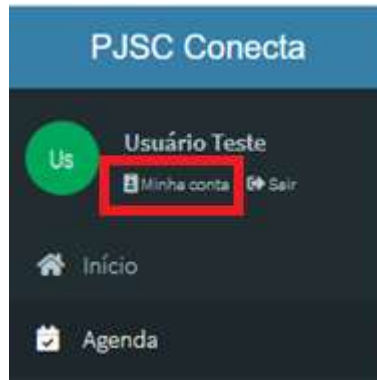 PJSC Conecta
Us
Usuário Teste
Minha conta Sair
Início
Agenda